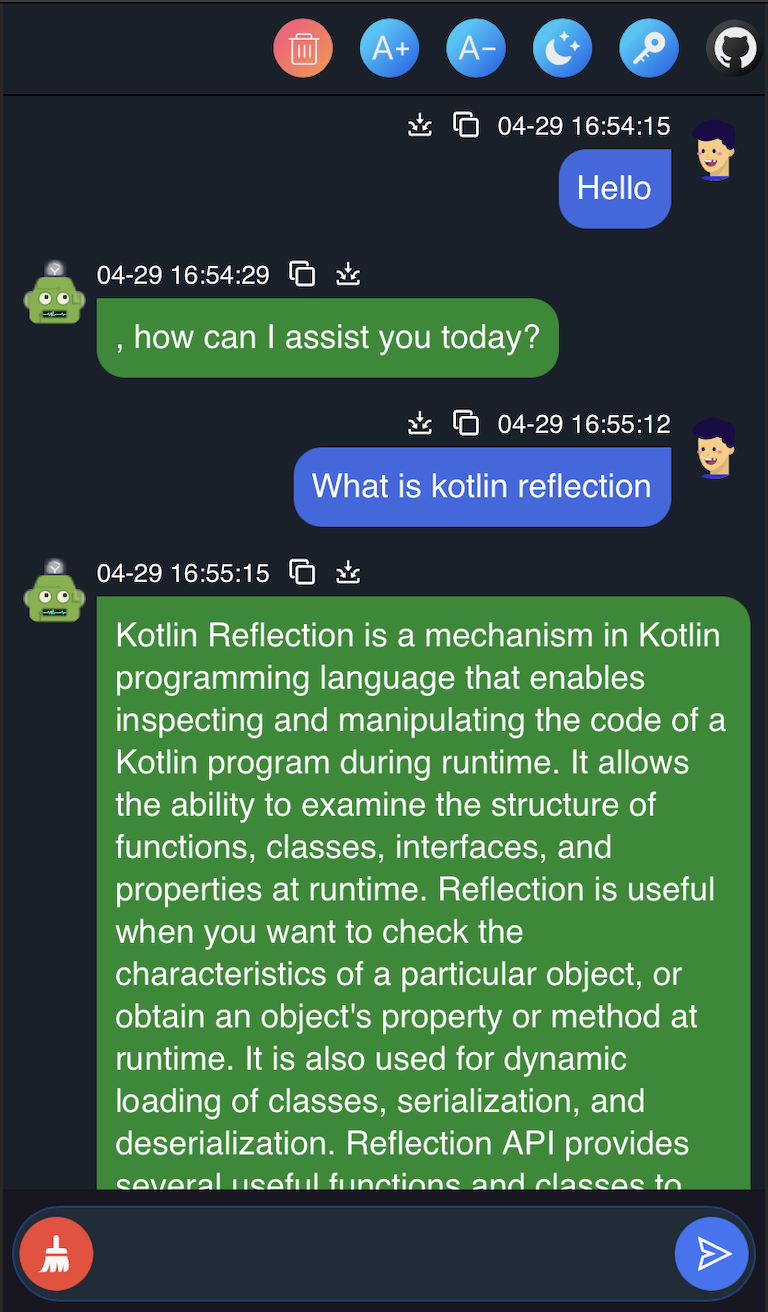 A+
A−
04-29 16:54:15
Hello
04-29 16:54:29
, how can I assist you today?
04-29 16:55:12
What is kotlin reflection
04-29 16:55:15
Kotlin Reflection is a mechanism in Kotlin
programming language that enables
inspecting and manipulating the code of a
Kotlin program during runtime. It allows
the ability to examine the structure of
functions, classes, interfaces, and
properties at runtime. Reflection is useful
when you want to check the
characteristics of a particular object, or
obtain an object's property or method at
runtime. It is also used for dynamic
loading of classes, serialization, and
deserialization. Reflection API provides
several useful functions and classes to